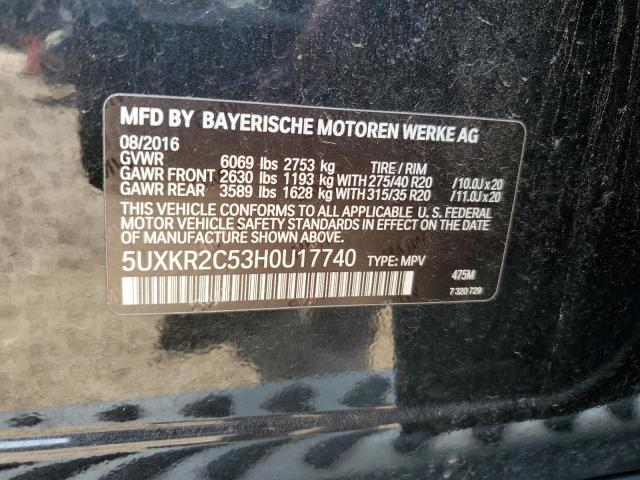 MFD BY BAYERISCHE MOTOREN WERKE AG
08/2016
GVWR 6069 lbs 2753 kg TIRE / RIM
GAWR FRONT 2630 lbs 1193 kg WITH 275/40 R20 /10.0J x 20
GAWR REAR 3589 lbs 1628 kg WITH 315/35 R20 /11.0J x 20
THIS VEHICLE CONFORMS TO ALL APPLICABLE U. S. FEDERAL
MOTOR VEHICLE SAFETY STANDARDS IN EFFECT ON THE
DATE OF MANUFACTURE SHOWN ABOVE.
5UXKR2C53H0U17740 TYPE: MPV
475M
7 320 729